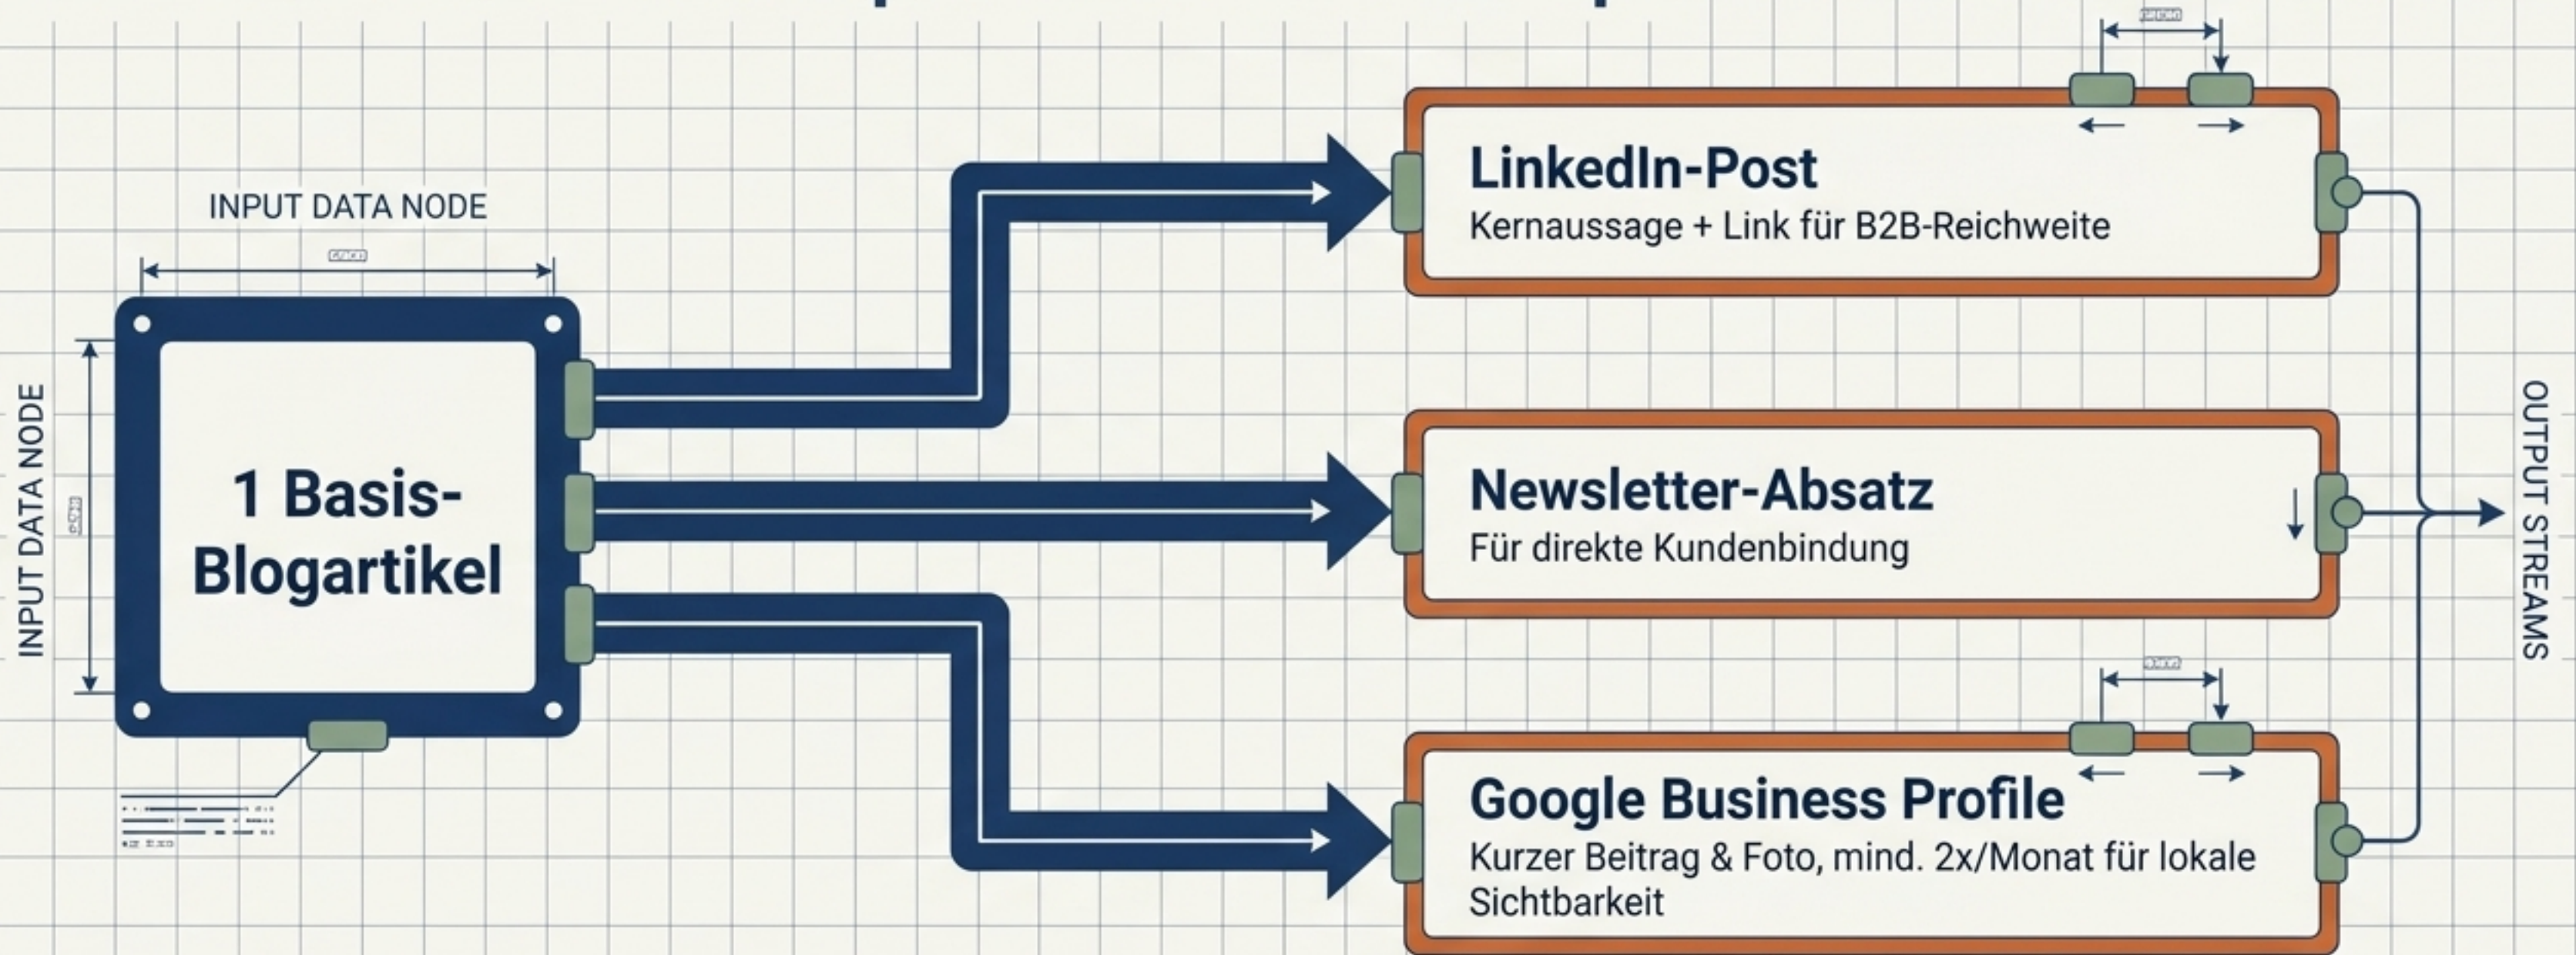 INPUT DATA NODE
INPUT DATA NODE
1 Basis-
Blogartikel
LinkedIn-Post
Kernaussage + Link für B2B-Reichweite
Newsletter-Absatz
Für direkte Kundenbindung
Google Business Profile
Kurzer Beitrag & Foto, mind. 2x/Monat für lokale
Sichtbarkeit
OUTPUT STREAMS